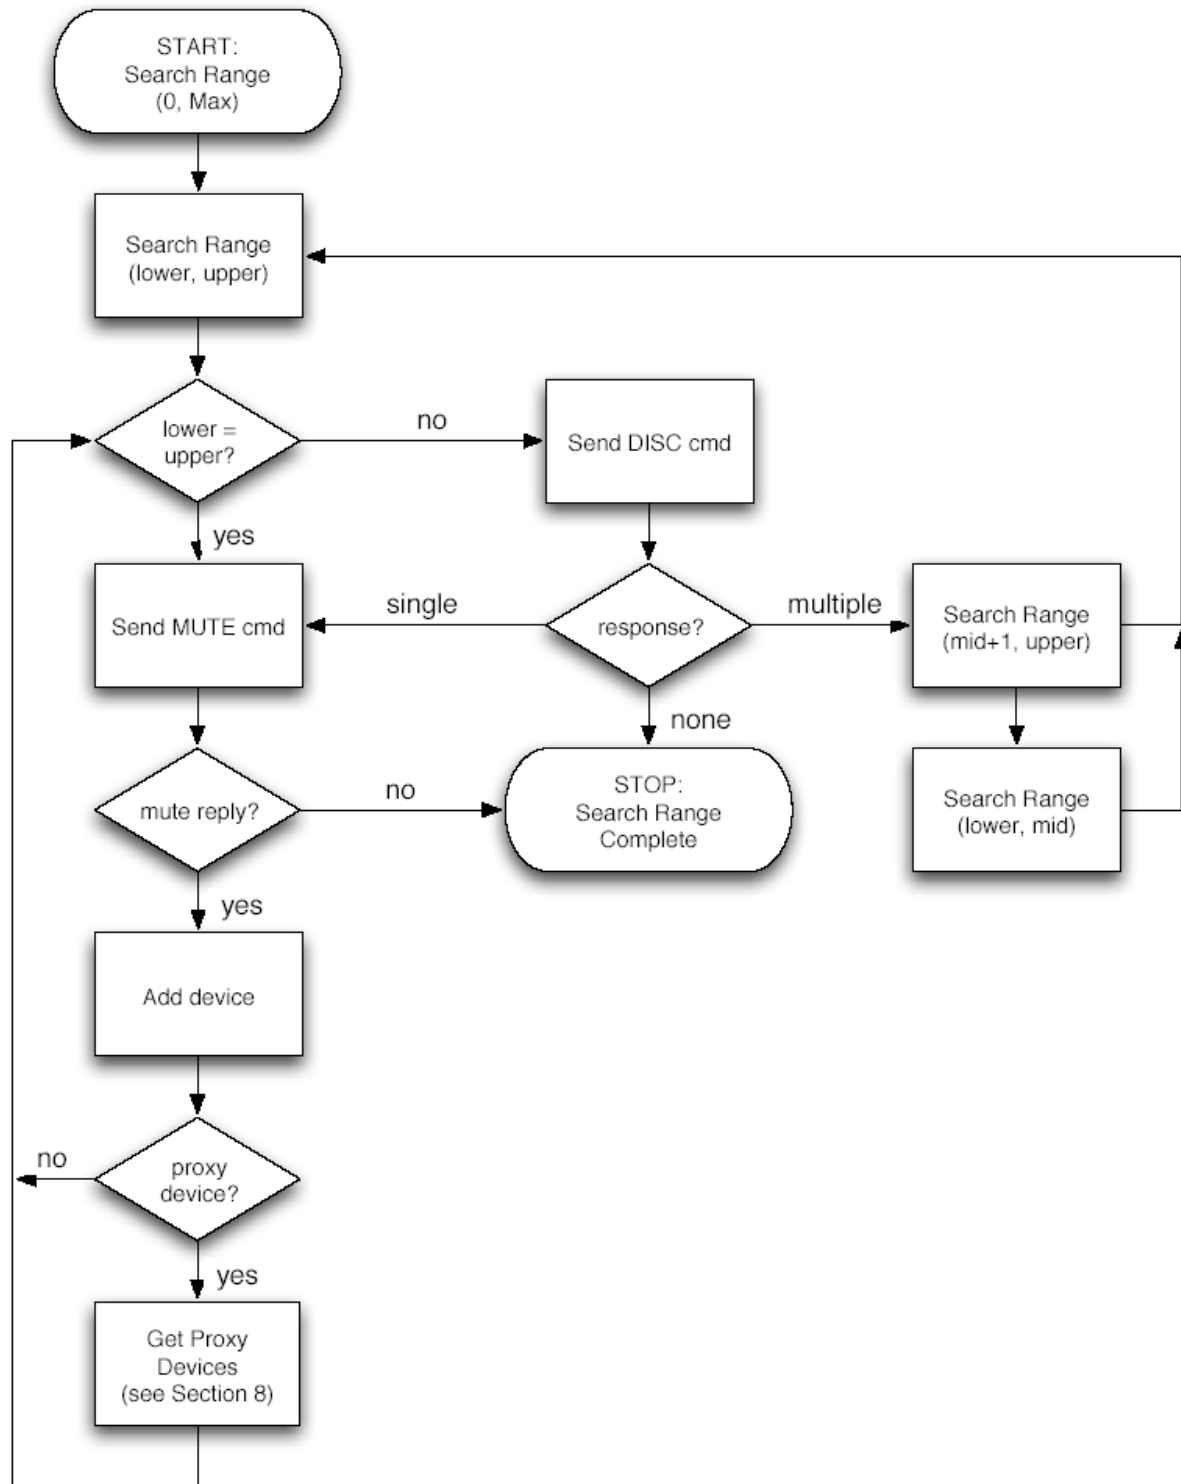 START:
Search Range
(0, Max)
Search Range
(lower, upper)
lower =
upper?
no
Send DISC cmd
yes
Send MUTE cmd
single
response?
multiple
Search Range
(mid+1, upper)
none
mute reply?
no
STOP:
Search Range
Complete
Search Range
(lower, mid)
yes
Add device
no
proxy
device?
yes
Get Proxy
Devices
(see Section 8)